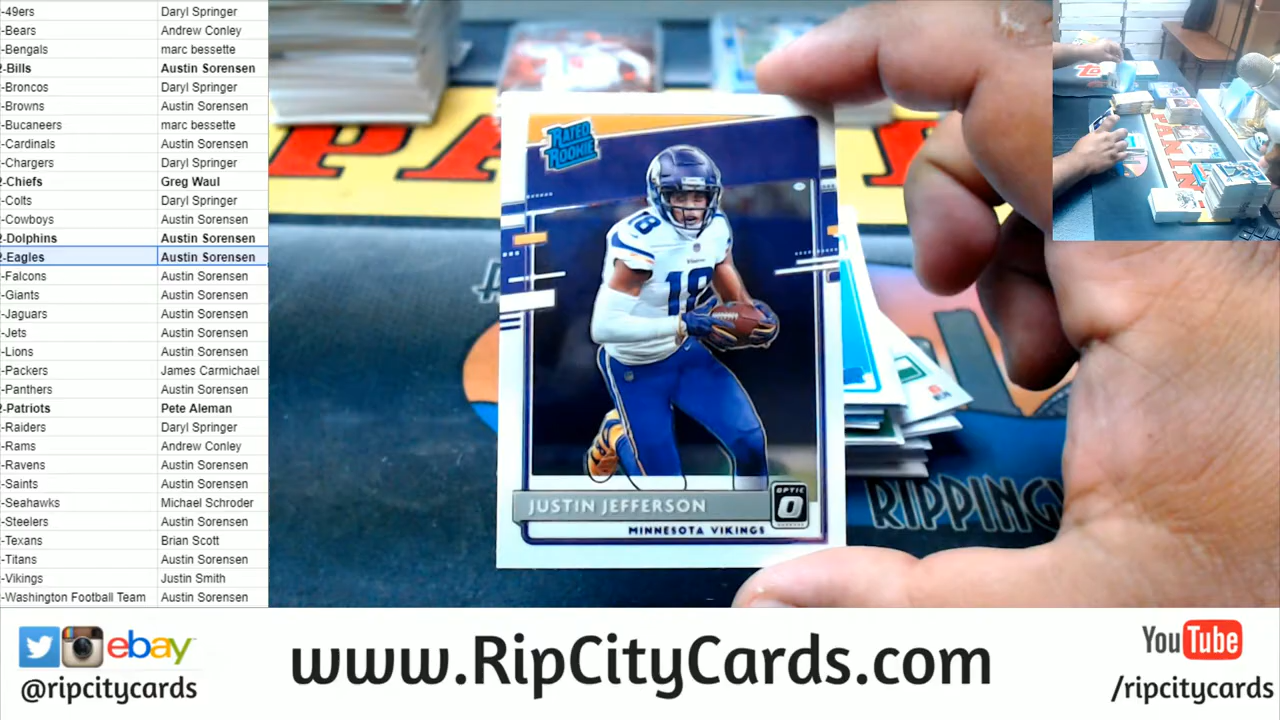 -49ers Daryl Springer
-Bears Andrew Conley
-Bengals marc bessette
2-Bills Austin Sorensen
-Broncos Daryl Springer
-Browns Austin Sorensen
-Bucaneers marc bessette
-Cardinals Austin Sorensen
-Chargers Daryl Springer
2-Chiefs Greg Waul
-Colts Daryl Springer
-Cowboys Austin Sorensen
2-Dolphins Austin Sorensen
2-Eagles Austin Sorensen
-Falcons Austin Sorensen
-Giants Austin Sorensen
-Jaguars Austin Sorensen
-Jets Austin Sorensen
-Lions Austin Sorensen
-Packers James Carmichael
-Panthers Austin Sorensen
2-Patriots Pete Aleman
-Raiders Daryl Springer
-Rams Andrew Conley
-Ravens Austin Sorensen
-Saints Austin Sorensen
-Seahawks Michael Schroder
-Steelers Austin Sorensen
-Texans Brian Scott
-Titans Austin Sorensen
-Vikings Justin Smith
-Washington Football Team Austin Sorensen
RATED
ROOKIE
18
18
JUSTIN JEFFERSON
OPTIC
MINNESOTA VIKINGS
RIPPING
ebay
@ripcitycards
www.RipCityCards.com
YouTube
/ripcitycards